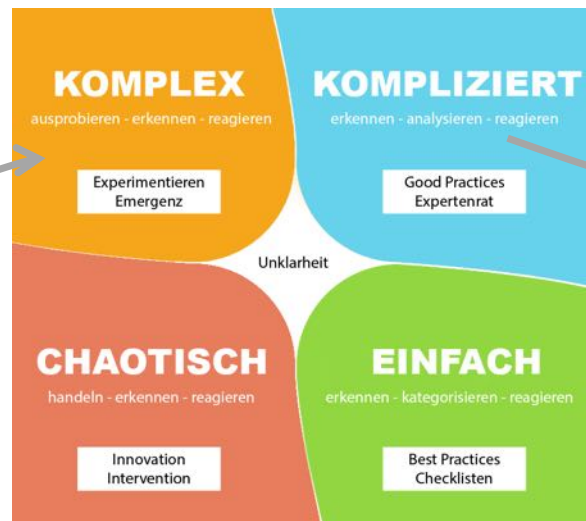 KOMPLEX
ausprobieren - erkennen - reagieren
Experimentieren
Emergenz
KOMPLIZIERT
erkennen - analysieren - reagieren
Good Practices
Expertenrat
Unklarheit
CHAOTISCH
handeln - erkennen - reagieren
Innovation
Intervention
EINFACH
erkennen - kategorisieren - reagieren
Best Practices
Checklisten